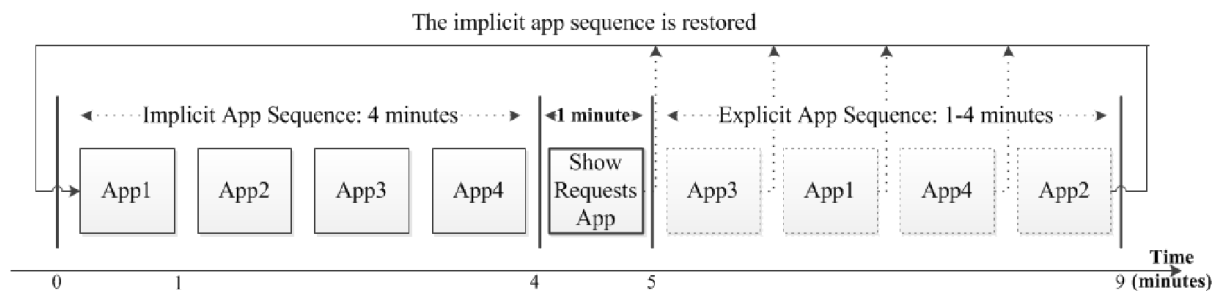 The implicit app sequence is restored
Implicit App Sequence: 4 minutes
1 minute
Explicit App Sequence: 1-4 minutes
App1
App2
App3
App4
Show
Requests
App
App3
App1
App4
App2
Time
0
1
4
5
9
(minutes)